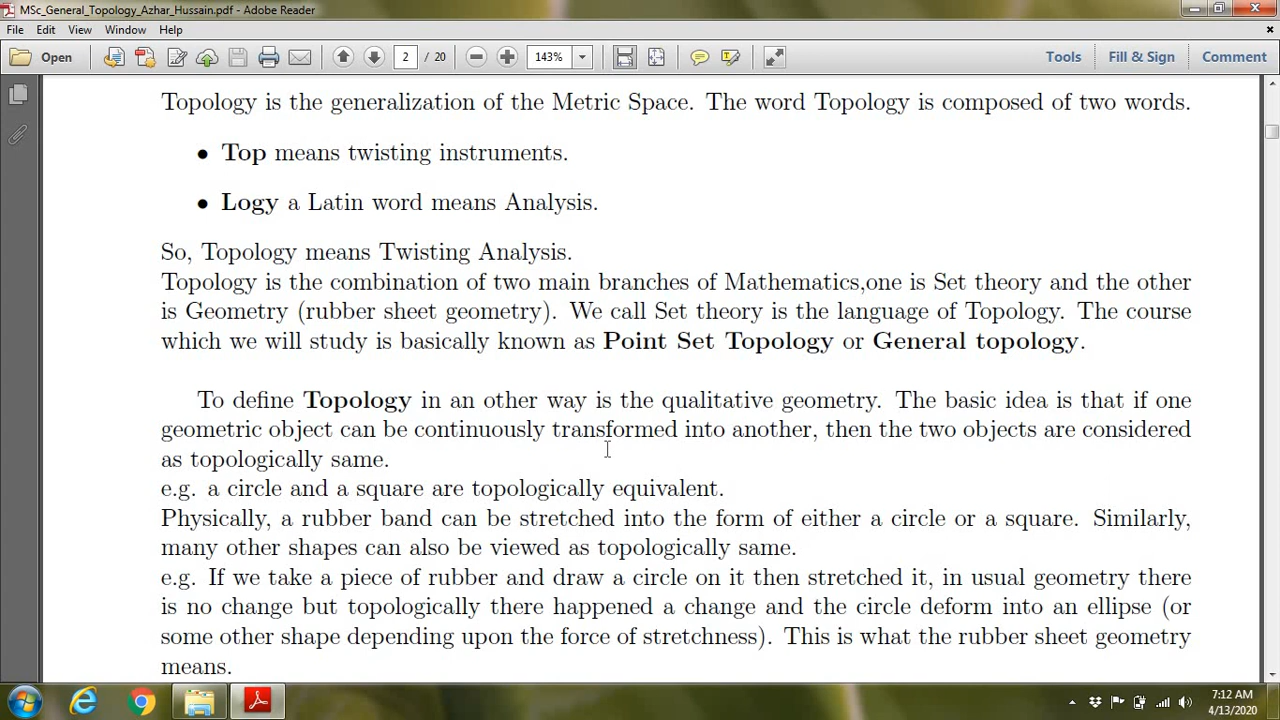 MSc_General_Topology_Azhar_Hussain.pdf - Adobe Reader
File Edit View Window Help
Open 2 / 20 143% Tools Fill & Sign Comment
Topology is the generalization of the Metric Space. The word Topology is composed of two words.
• Top means twisting instruments.
• Logy a Latin word means Analysis.
So, Topology means Twisting Analysis.
Topology is the combination of two main branches of Mathematics,one is Set theory and the other
is Geometry (rubber sheet geometry). We call Set theory is the language of Topology. The course
which we will study is basically known as Point Set Topology or General topology.
To define Topology in an other way is the qualitative geometry. The basic idea is that if one
geometric object can be continuously transformed into another, then the two objects are considered
as topologically same.
e.g. a circle and a square are topologically equivalent.
Physically, a rubber band can be stretched into the form of either a circle or a square. Similarly,
many other shapes can also be viewed as topologically same.
e.g. If we take a piece of rubber and draw a circle on it then stretched it, in usual geometry there
is no change but topologically there happened a change and the circle deform into an ellipse (or
some other shape depending upon the force of stretchness). This is what the rubber sheet geometry
means.
7:12 AM
4/13/2020